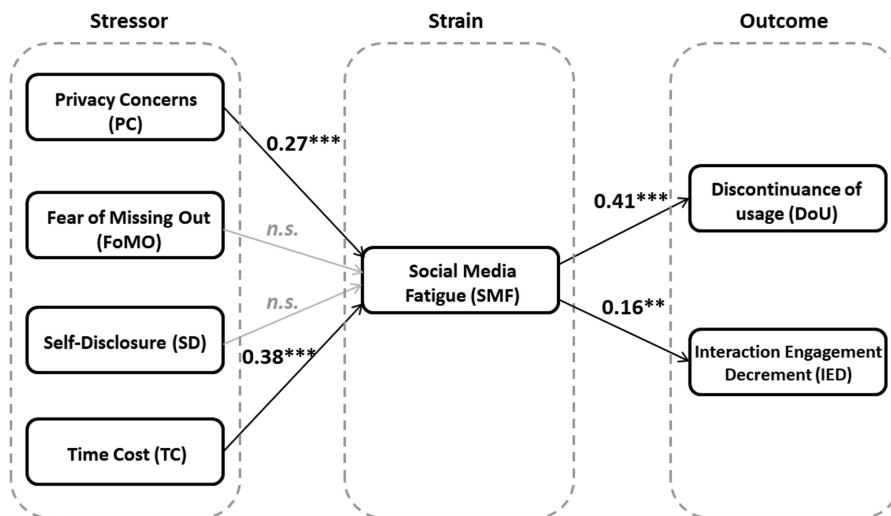 Stressor
Strain
Outcome
Privacy Concerns
(PC)
0.27***
Fear of Missing Out
(FoMO)
n.s.
0.41***
Discontinuance of
usage (DoU)
Social Media
Fatigue (SMF)
n.s.
0.16**
Self-Disclosure (SD)
0.38***
Interaction Engagement
Decrement (IED)
Time Cost (TC)